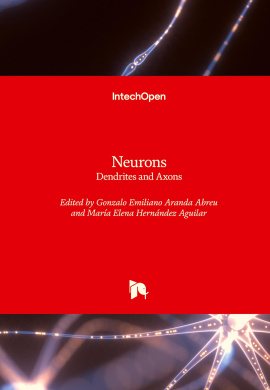 IntechOpen
Neurons
Dendrites and Axons
Edited by Gonzalo Emiliano Aranda Abreu
and María Elena Hernández Aguilar